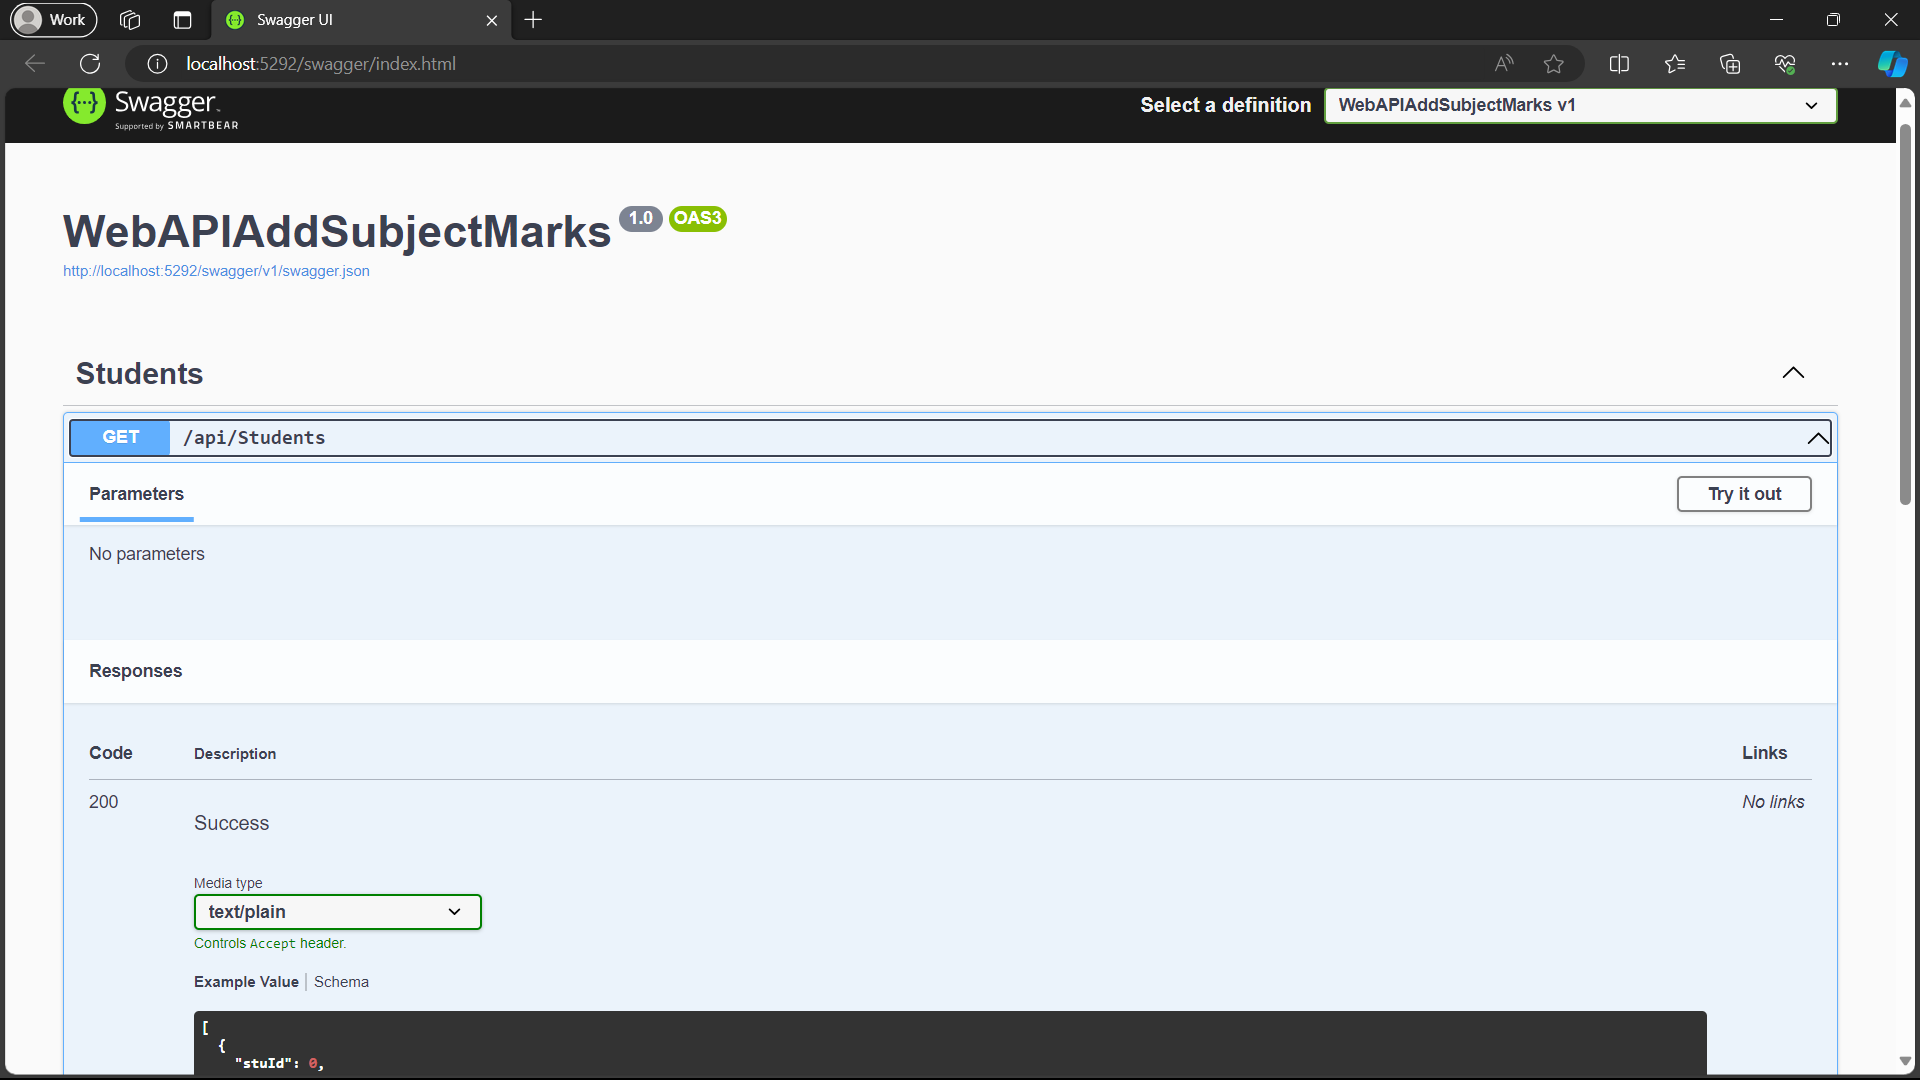 Work
Swagger UI
localhost:5292/swagger/index.html
Swagger
Supported by SMARTBEAR
Select a definition
WebAPIAddSubjectMarks v1
WebAPIAddSubjectMarks 1.0 OAS3
http://localhost:5292/swagger/v1/swagger.json
Students
GET /api/Students
Parameters
Try it out
No parameters
Responses
Code Description Links
200 No links
Success
Media type
text/plain
Controls Accept header.
Example Value | Schema
[
{
"stuId": 0,